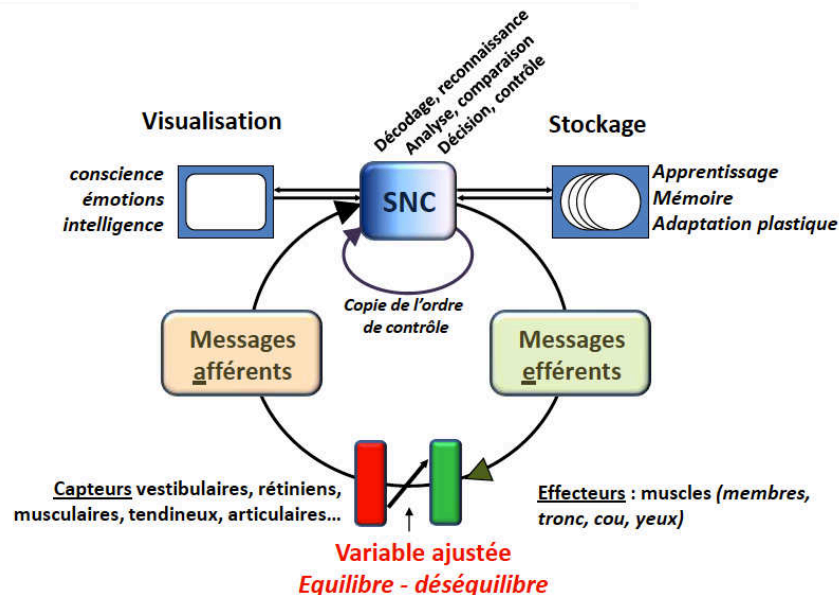 Décodage, reconnaissance
Analyse, comparaison
Décision, contrôle
Visualisation
Stockage
conscience
émotions
intelligence
SNC
Apprentissage
Mémoire
Adaptation plastique
Copie de l'ordre
de contrôle
Messages
afférents
Messages
efférents
Capteurs vestibulaires, rétiniens,
musculaires, tendineux, articulaires...
Effecteurs : muscles (membres,
tronc, cou, yeux)
Variable ajustée
Equilibre - déséquilibre